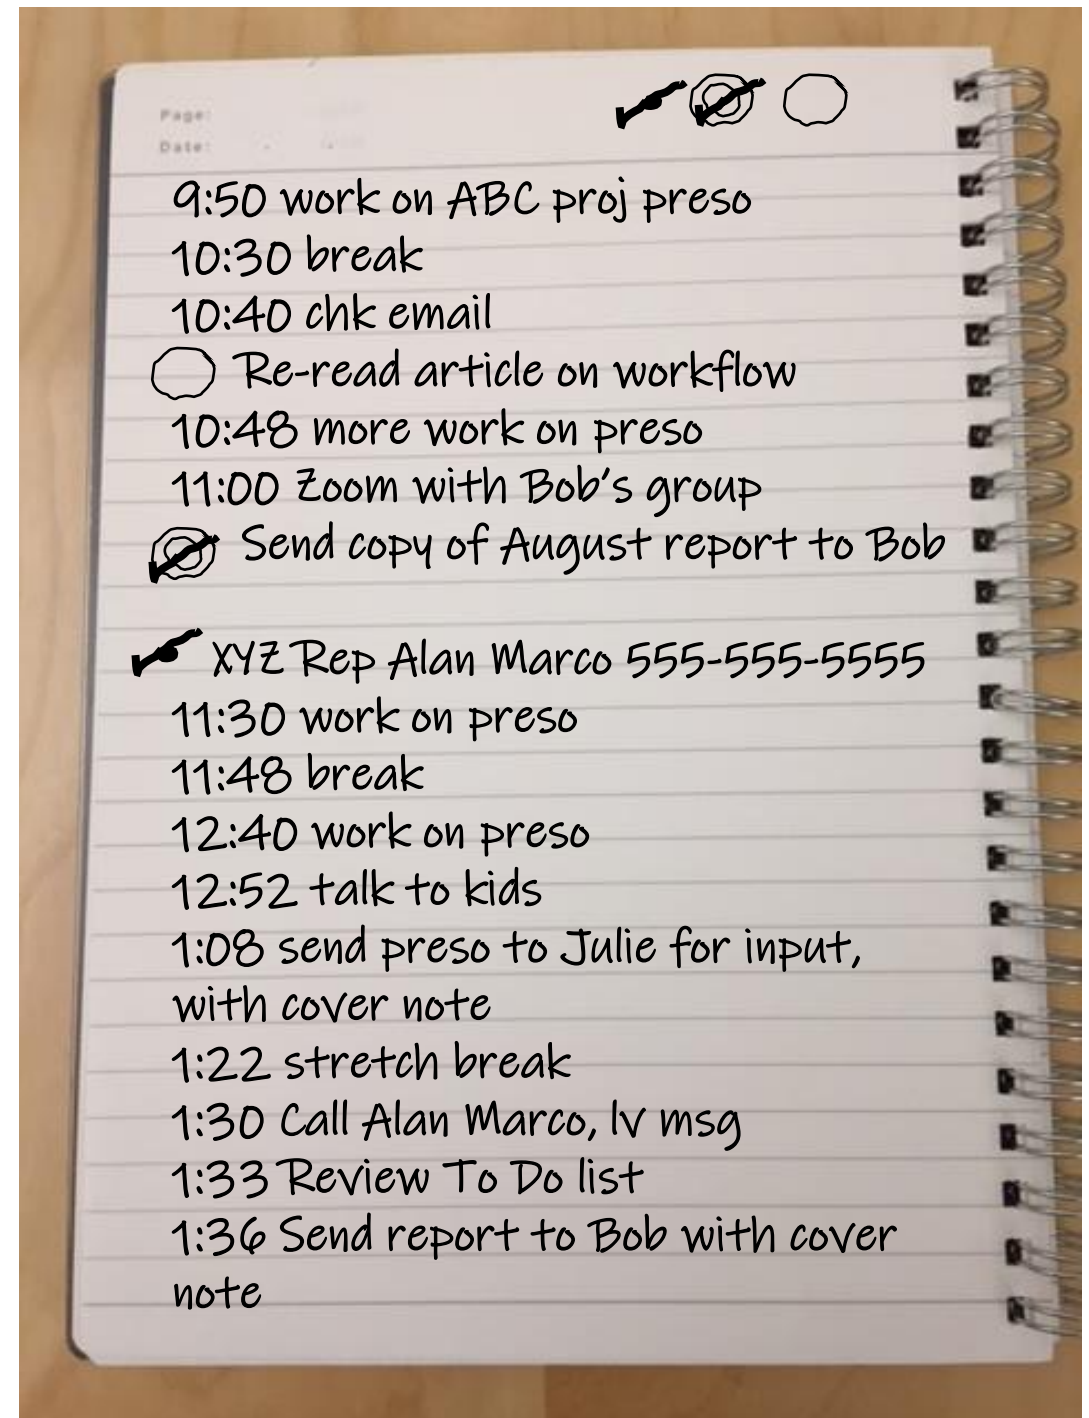 Page:
Date:
9:50 work on ABC proj preso
10:30 break
10:40 chk email
Re-read article on workflow
10:48 more work on preso
11:00 Zoom with Bob's group
Send copy of August report to Bob
XYZ Rep Alan Marco 555-555-5555
11:30 work on preso
11:48 break
12:40 work on preso
12:52 talk to kids
1:08 send preso to Julie for input,
with cover note
1:22 stretch break
1:30 Call Alan Marco, lv msg
1:33 Review To Do list
1:36 Send report to Bob with cover
note